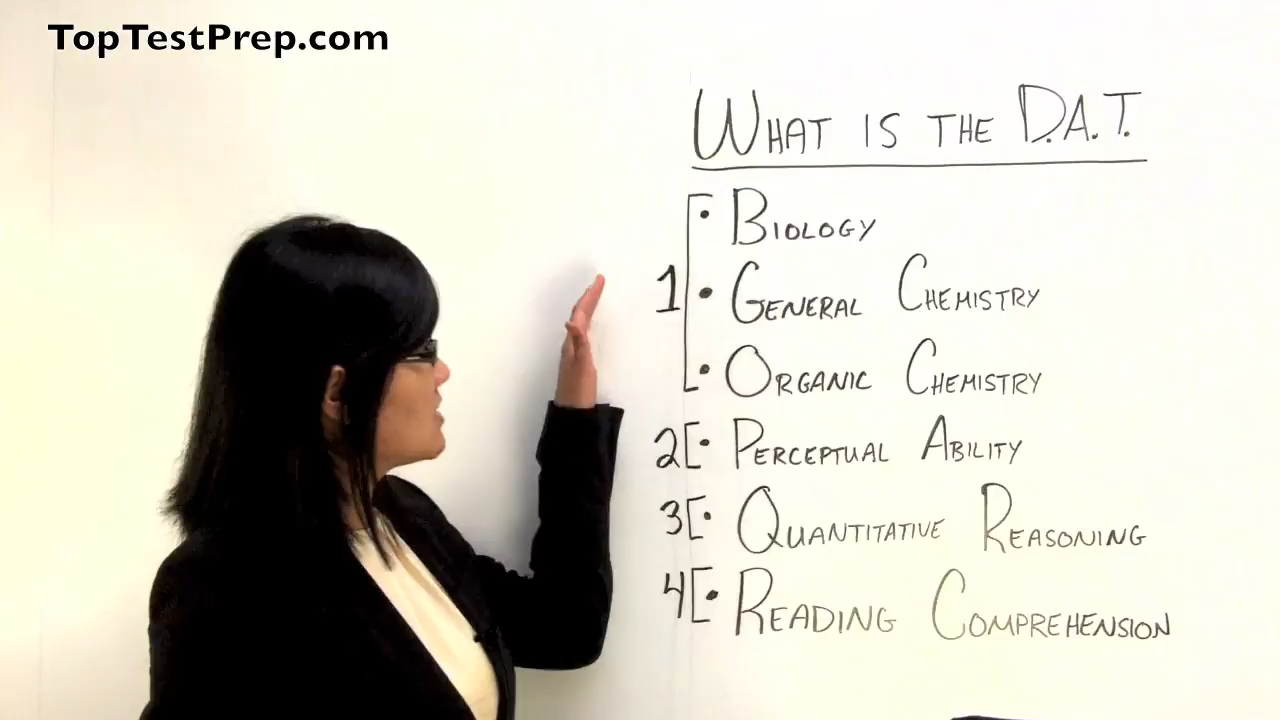 TopTestPrep.com
WHAT IS THE D.A.T.
• BIOLOGY
1 • GENERAL CHEMISTRY
• ORGANIC CHEMISTRY
2 • PERCEPTUAL ABILITY
3 • QUANTITATIVE REASONING
4 • READING COMPREHENSION